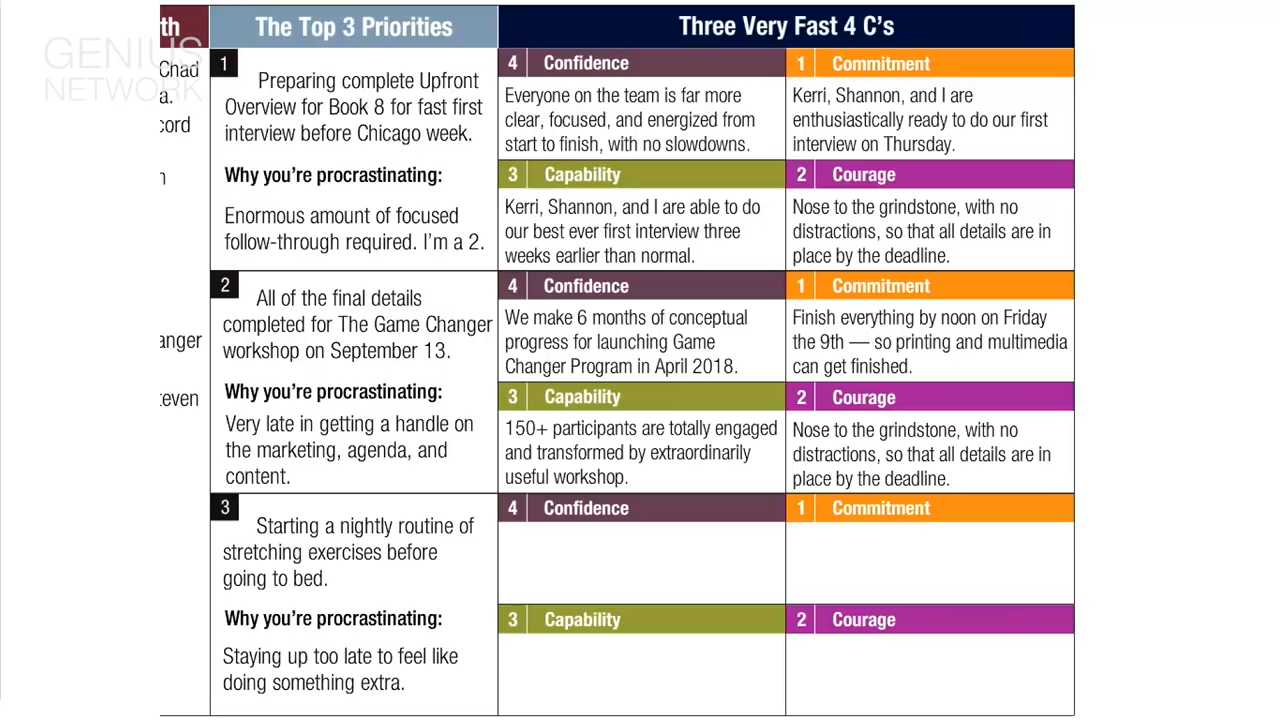 GENIUS
NETWORK
Chad
a.
cord
anger
The Top 3 Priorities
Three Very Fast 4 C’s
1
Preparing complete Upfront
Overview for Book 8 for fast first
interview before Chicago week.
Why you’re procrastinating:
Enormous amount of focused
follow-through required. I’m a 2.
4 Confidence
Everyone on the team is far more
clear, focused, and energized from
start to finish, with no slowdowns.
1 Commitment
Kerri, Shannon, and I are
enthusiastically ready to do our first
interview on Thursday.
3 Capability
Kerri, Shannon, and I are able to do
our best ever first interview three
weeks earlier than normal.
2 Courage
Nose to the grindstone, with no
distractions, so that all details are in
place by the deadline.
2
All of the final details
completed for The Game Changer
workshop on September 13.
Why you’re procrastinating:
Very late in getting a handle on
the marketing, agenda, and
content.
4 Confidence
We make 6 months of conceptual
progress for launching Game
Changer Program in April 2018.
1 Commitment
Finish everything by noon on Friday
the 9th — so printing and multimedia
can get finished.
3 Capability
150+ participants are totally engaged
and transformed by extraordinarily
useful workshop.
2 Courage
Nose to the grindstone, with no
distractions, so that all details are in
place by the deadline.
3
Starting a nightly routine of
stretching exercises before
going to bed.
Why you’re procrastinating:
Staying up too late to feel like
doing something extra.
4 Confidence
1 Commitment
3 Capability
2 Courage